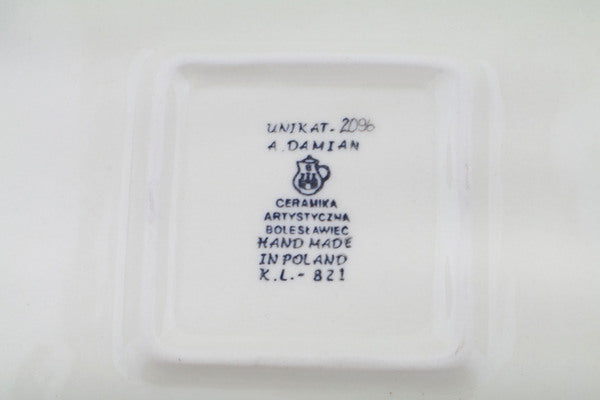 UNIKAT-2096
A.DAMIAN
CERAMIKA
ARTYSTYCZNA
BOLESŁAWIEC
HAND MADE
IN POLAND
K.L.-821